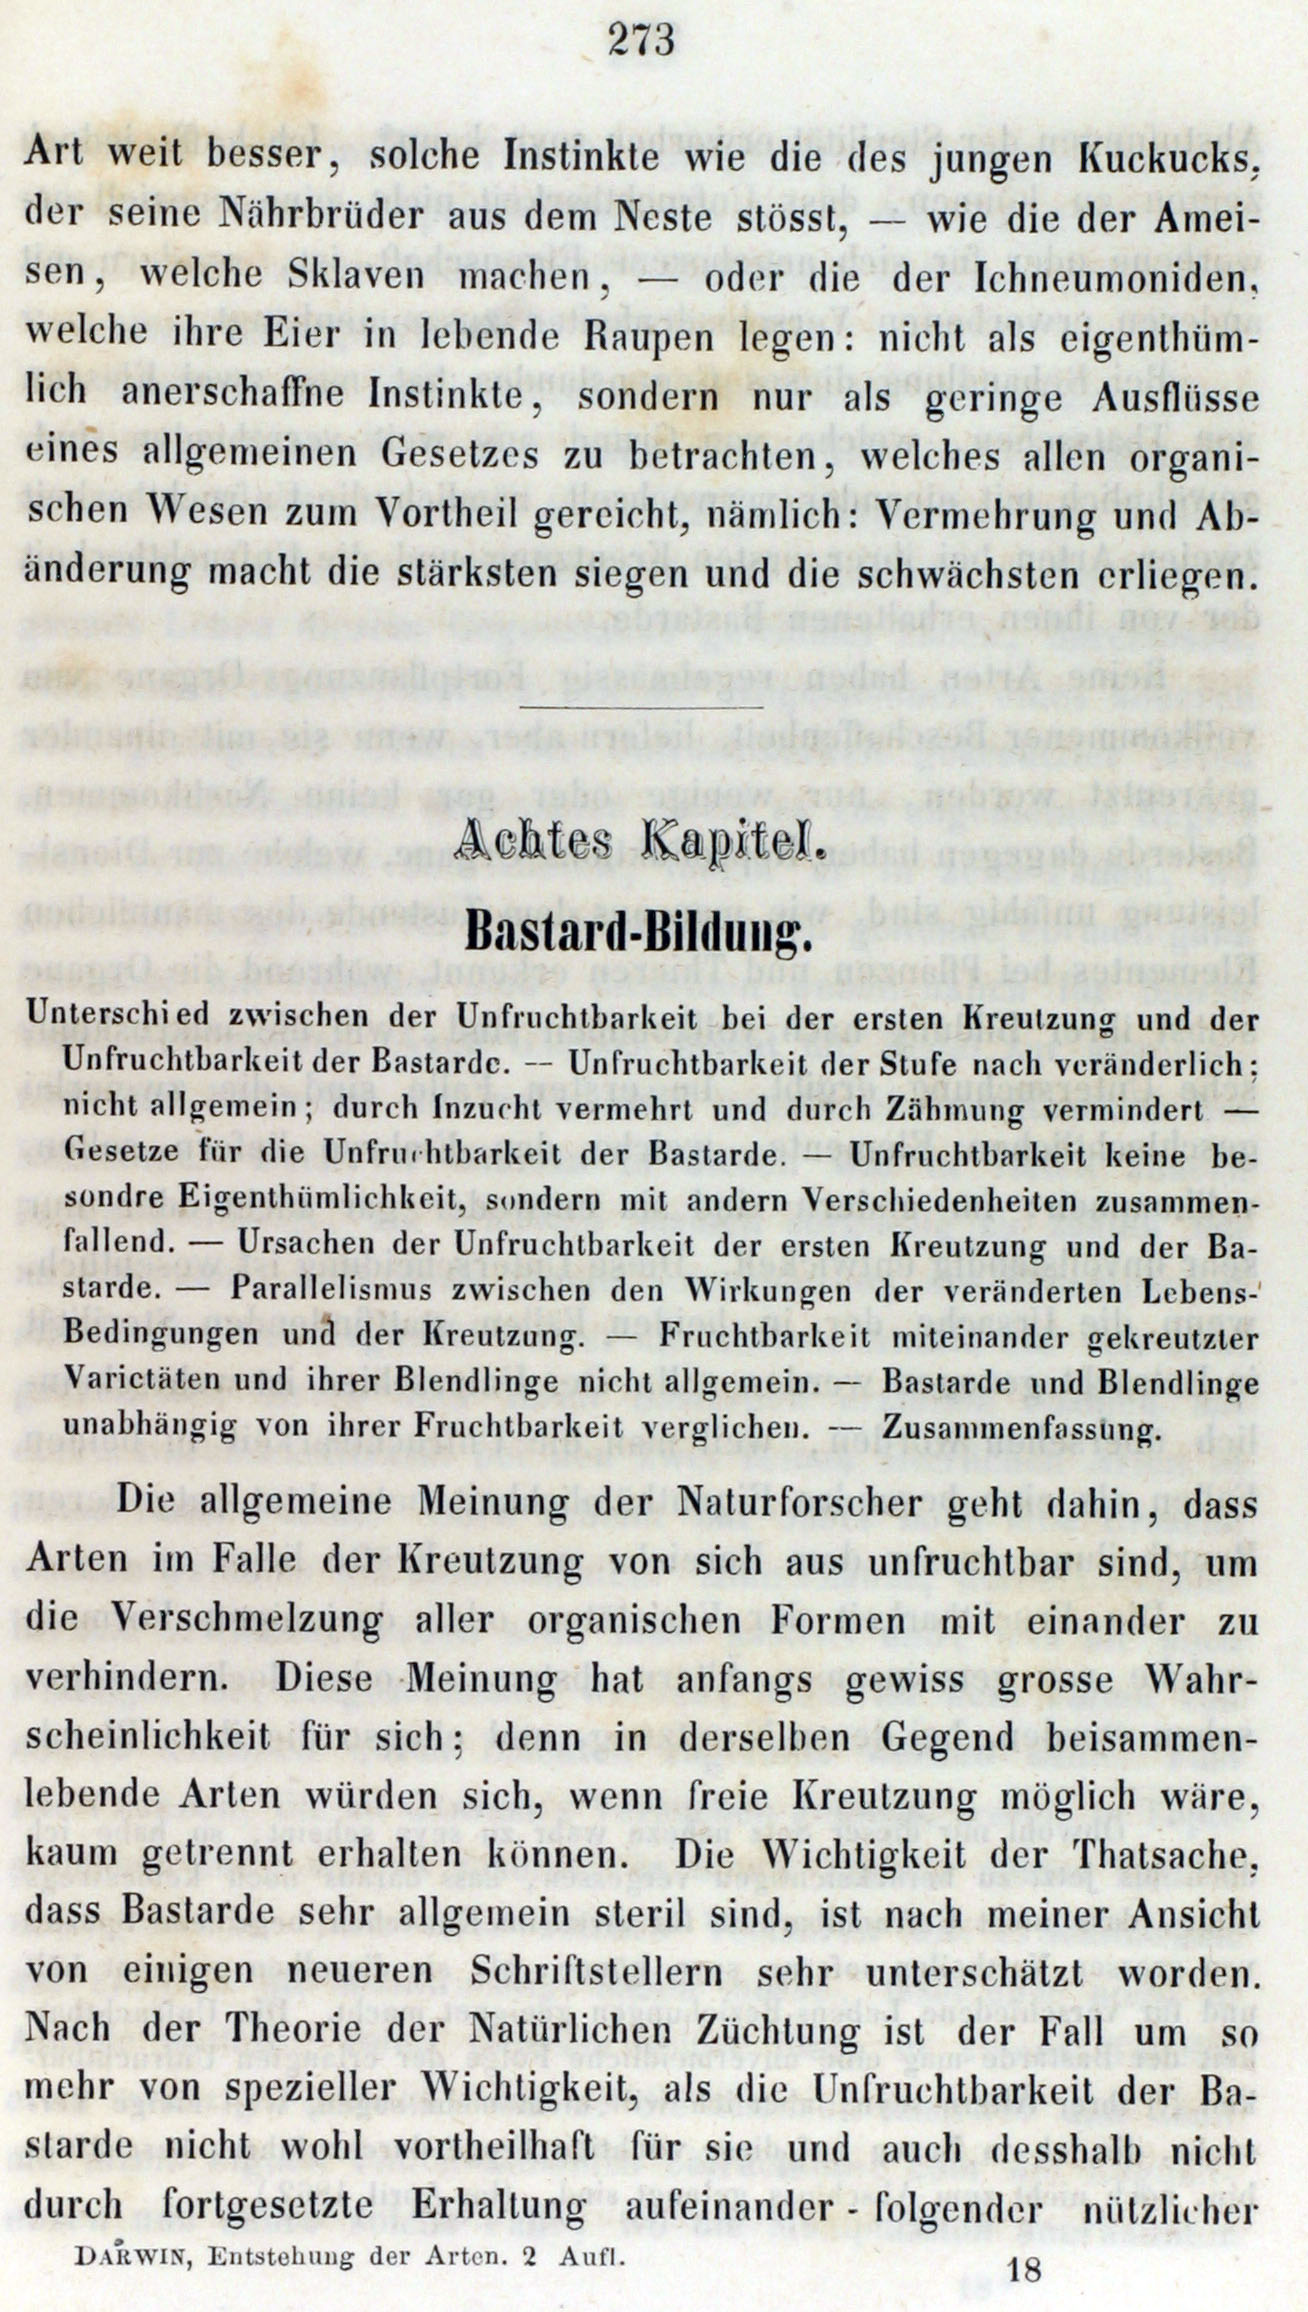 273
Art weit besser, solche Instinkte wie die des jungen Kuckucks,
der seine Nährbrüder aus dem Neste stösst, — wie die der Amei-
sen, welche Sklaven machen, — oder die der Ichneumoniden,
welche ihre Eier in lebende Raupen legen: nicht als eigenthüm-
lich anerschaffne Instinkte, sondern nur als geringe Ausflüsse
eines allgemeinen Gesetzes zu betrachten, welches allen organi-
schen Wesen zum Vortheil gereicht, nämlich: Vermehrung und Ab-
änderung macht die stärksten siegen und die schwächsten erliegen.
Achtes Kapitel.
Bastard-Bildung.
Unterschied zwischen der Unfruchtbarkeit bei der ersten Kreutzung und der
Unfruchtbarkeit der Bastarde. — Unfruchtbarkeit der Stufe nach veränderlich;
nicht allgemein; durch Inzucht vermehrt und durch Zähmung vermindert —
Gesetze für die Unfruchtbarkeit der Bastarde. — Unfruchtbarkeit keine be-
sondre Eigenthümlichkeit, sondern mit andern Verschiedenheiten zusammen-
fallend. — Ursachen der Unfruchtbarkeit der ersten Kreutzung und der Ba-
starde. — Parallelismus zwischen den Wirkungen der veränderten Lebens-
Bedingungen und der Kreutzung. — Fruchtbarkeit miteinander gekreutzter
Varietäten und ihrer Blendlinge nicht allgemein. — Bastarde und Blendlinge
unabhängig von ihrer Fruchtbarkeit verglichen. — Zusammenfassung.
Die allgemeine Meinung der Naturforscher geht dahin, dass
Arten im Falle der Kreutzung von sich aus unfruchtbar sind, um
die Verschmelzung aller organischen Formen mit einander zu
verhindern. Diese Meinung hat anfangs gewiss grosse Wahr-
scheinlichkeit für sich; denn in derselben Gegend beisammen-
lebende Arten würden sich, wenn freie Kreutzung möglich wäre,
kaum getrennt erhalten können. Die Wichtigkeit der Thatsache,
dass Bastarde sehr allgemein steril sind, ist nach meiner Ansicht
von einigen neueren Schriftstellern sehr unterschätzt worden.
Nach der Theorie der Natürlichen Züchtung ist der Fall um so
mehr von spezieller Wichtigkeit, als die Unfruchtbarkeit der Ba-
starde nicht wohl vortheilhaft für sie und auch desshalb nicht
durch fortgesetzte Erhaltung aufeinander-folgender nützlicher
DARWIN, Entstehung der Arten. 2 Aufl.
18